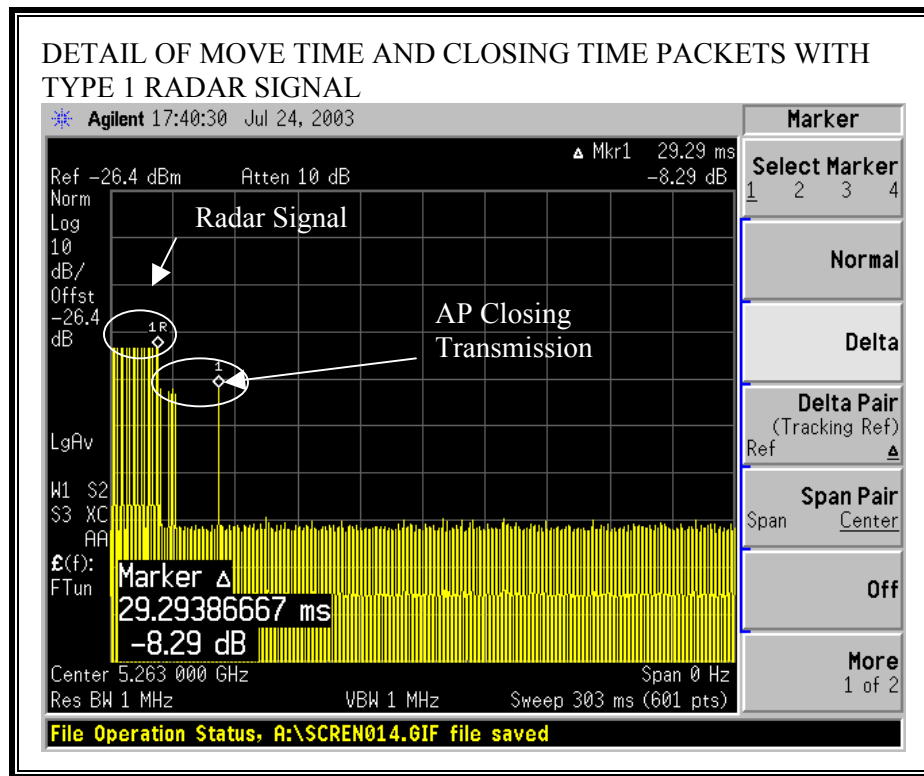 DETAIL OF MOVE TIME AND CLOSING TIME PACKETS WITH
TYPE 1 RADAR SIGNAL
Agilent 17:40:30 Jul 24, 2003
Marker
Δ Mkr1 29.29 ms
Ref -26.4 dBm Atten 10 dB -8.29 dB
Select Marker
1 2 3 4
Norm
Log
10
dB/
Offst
-26.4
dB
Radar Signal
1R
AP Closing
Transmission
1
Normal
Delta
Delta Pair
(Tracking Ref)
Ref Δ
LgAv
W1 S2
S3 XC
AA
£(f):
FTun
Span Pair
Span Center
Marker Δ
29.29386667 ms
-8.29 dB
Off
Center 5.263 000 GHz Span 0 Hz
Res BW 1 MHz VBW 1 MHz Sweep 303 ms (601 pts)
More
1 of 2
File Operation Status, A:\SCREN014.GIF file saved